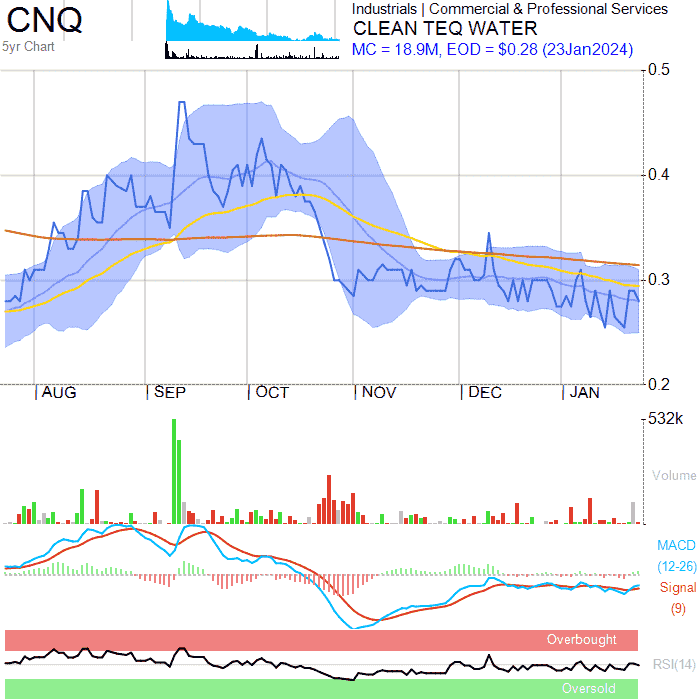 CNQ
5yr Chart
Industrials | Commercial & Professional Services
CLEAN TEQ WATER
MC = 18.9M, EOD = $0.28 (23Jan2024)
0.5
0.4
0.3
0.2
AUG SEP OCT NOV DEC JAN
532k
Volume
MACD
(12-26)
Signal
(9)
Overbought
RSI(14)
Oversold